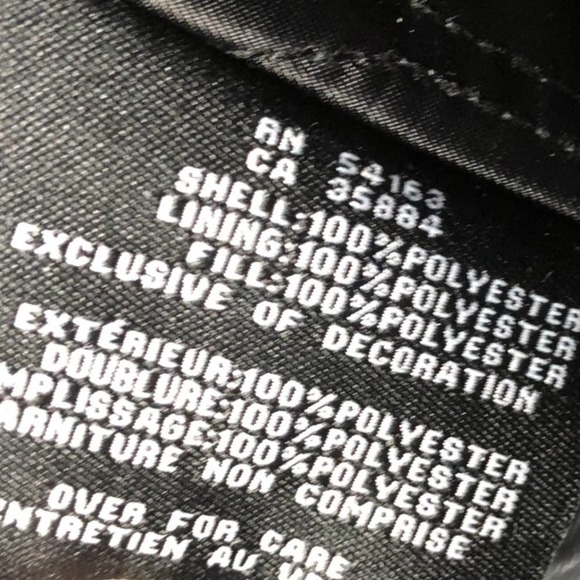 RN 54163
CA 35884
SHELL:100%POLYESTER
LINING:100%POLYESTER
FILL:100%POLYESTER
EXCLUSIVE OF DECORATION
EXTÉRIEUR:100%POLYESTER
DOUBLURE:100%POLYESTER
MPLISSAGE:100%POLYESTER
ARNITURE NON COMPRISE
OVER FOR CARE
ENTRETIEN AU